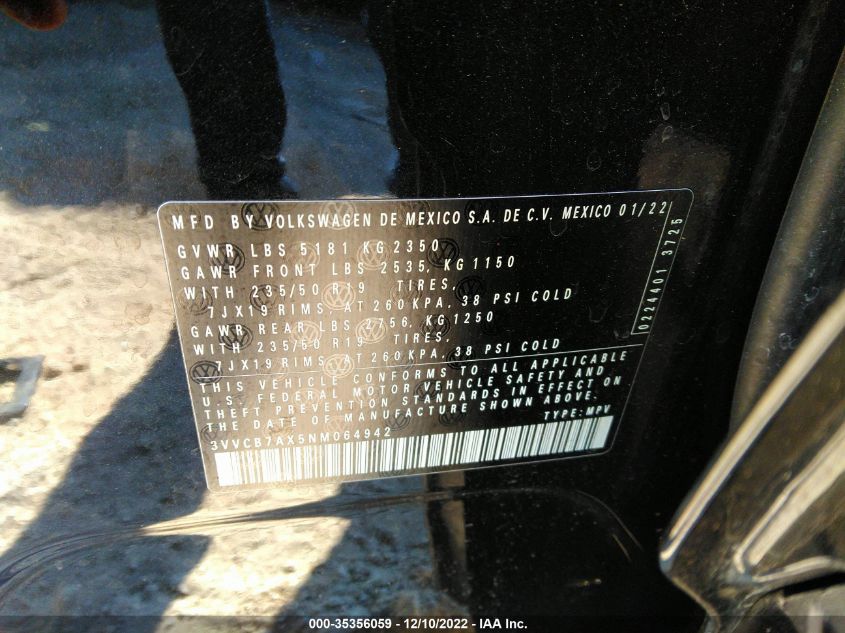 MFD BY VOLKSWAGEN DE MEXICO S.A. DE C.V. MEXICO 01/22
GVWR LBS 5181 KG 2350
GAWR FRONT LBS 2535, KG 1150
WITH 235/50 R19 TIRES,
7JX19 RIMS, AT 260 KPA, 38 PSI COLD
GAWR REAR LBS 2756, KG 1250
WITH 235/50 R19 TIRES,
7JX19 RIMS, AT 260 KPA, 38 PSI COLD
THIS VEHICLE CONFORMS TO ALL APPLICABLE
U.S. FEDERAL MOTOR VEHICLE SAFETY AND
THEFT PREVENTION STANDARDS IN EFFECT ON
THE DATE OF MANUFACTURE SHOWN ABOVE.
3VVCB7AX5NM064942 TYPE: MPV
0224401 3725
000-35356059 — 12/10/2022 — IAA Inc.